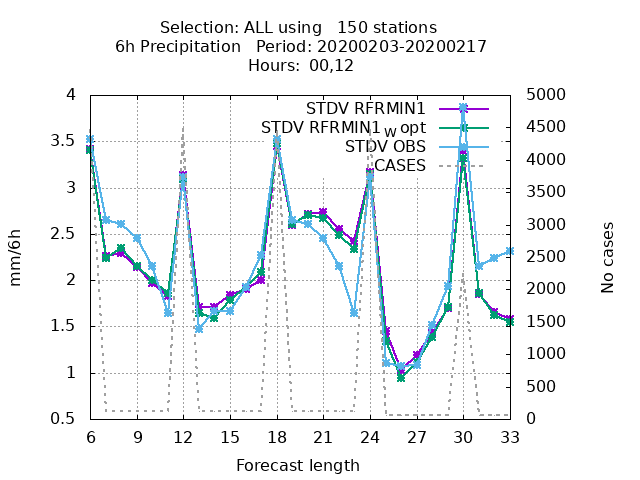 Selection: ALL using   150 stations
6h Precipitation   Period: 20200203-20200217
Hours: 00,12
STDV RFRMIN1
STDV RFRMIN1 w opt
STDV OBS
CASES
4
3.5
3
2.5
2
1.5
1
0.5
5000
4500
4000
3500
3000
2500
2000
1500
1000
500
0
mm/6h
No cases
6 9 12 15 18 21 24 27 30 33
Forecast length